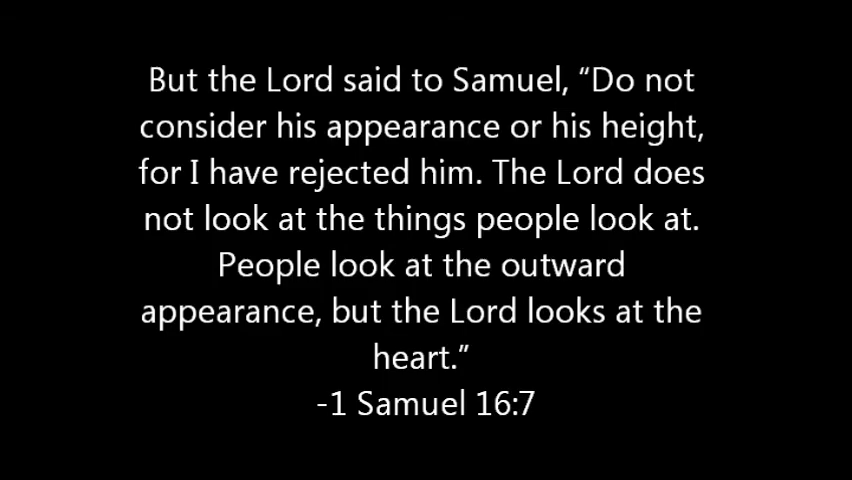 But the Lord said to Samuel, “Do not
consider his appearance or his height,
for I have rejected him. The Lord does
not look at the things people look at.
People look at the outward
appearance, but the Lord looks at the
heart.”
-1 Samuel 16:7